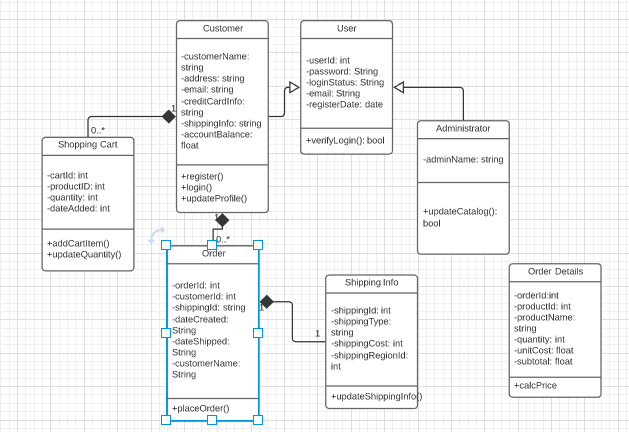 Customer
-customerName:
string
-address: string
-email: string
-creditCardInfo:
string
-shippingInfo: string
-accountBalance:
float
+register()
+login()
+updateProfile()
User
-userId: int
-password: String
-loginStatus: String
-email: String
-registerDate: date
+verifyLogin(): bool
Administrator
-adminName: string
+updateCatalog():
bool
1
0..*
Shopping Cart
-cartId: int
-productID: int
-quantity: int
-dateAdded: int
+addCartItem()
+updateQuantity()
1
0..*
Order
-orderId: int
-customerId: int
-shippingId: string
-dateCreated:
String
-dateShipped:
String
-customerName:
String
+placeOrder()
1
1
Shipping Info
-shippingId: int
-shippingType:
string
-shippingCost: int
-shippingRegionId:
int
+updateShippingInfo()
Order Details
-orderId:int
-productId: int
-productName:
string
-quantity: int
-unitCost: float
-subtotal: float
+calcPrice